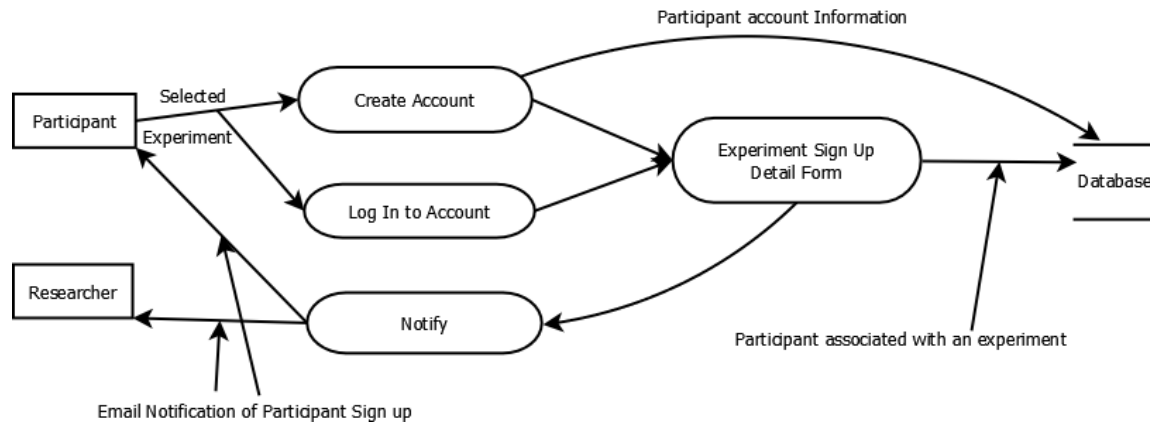 Participant account Information
Selected
Create Account
Participant
Experiment
Experiment Sign Up
Detail Form
Database
Log In to Account
Researcher
Notify
Participant associated with an experiment
Email Notification of Participant Sign up